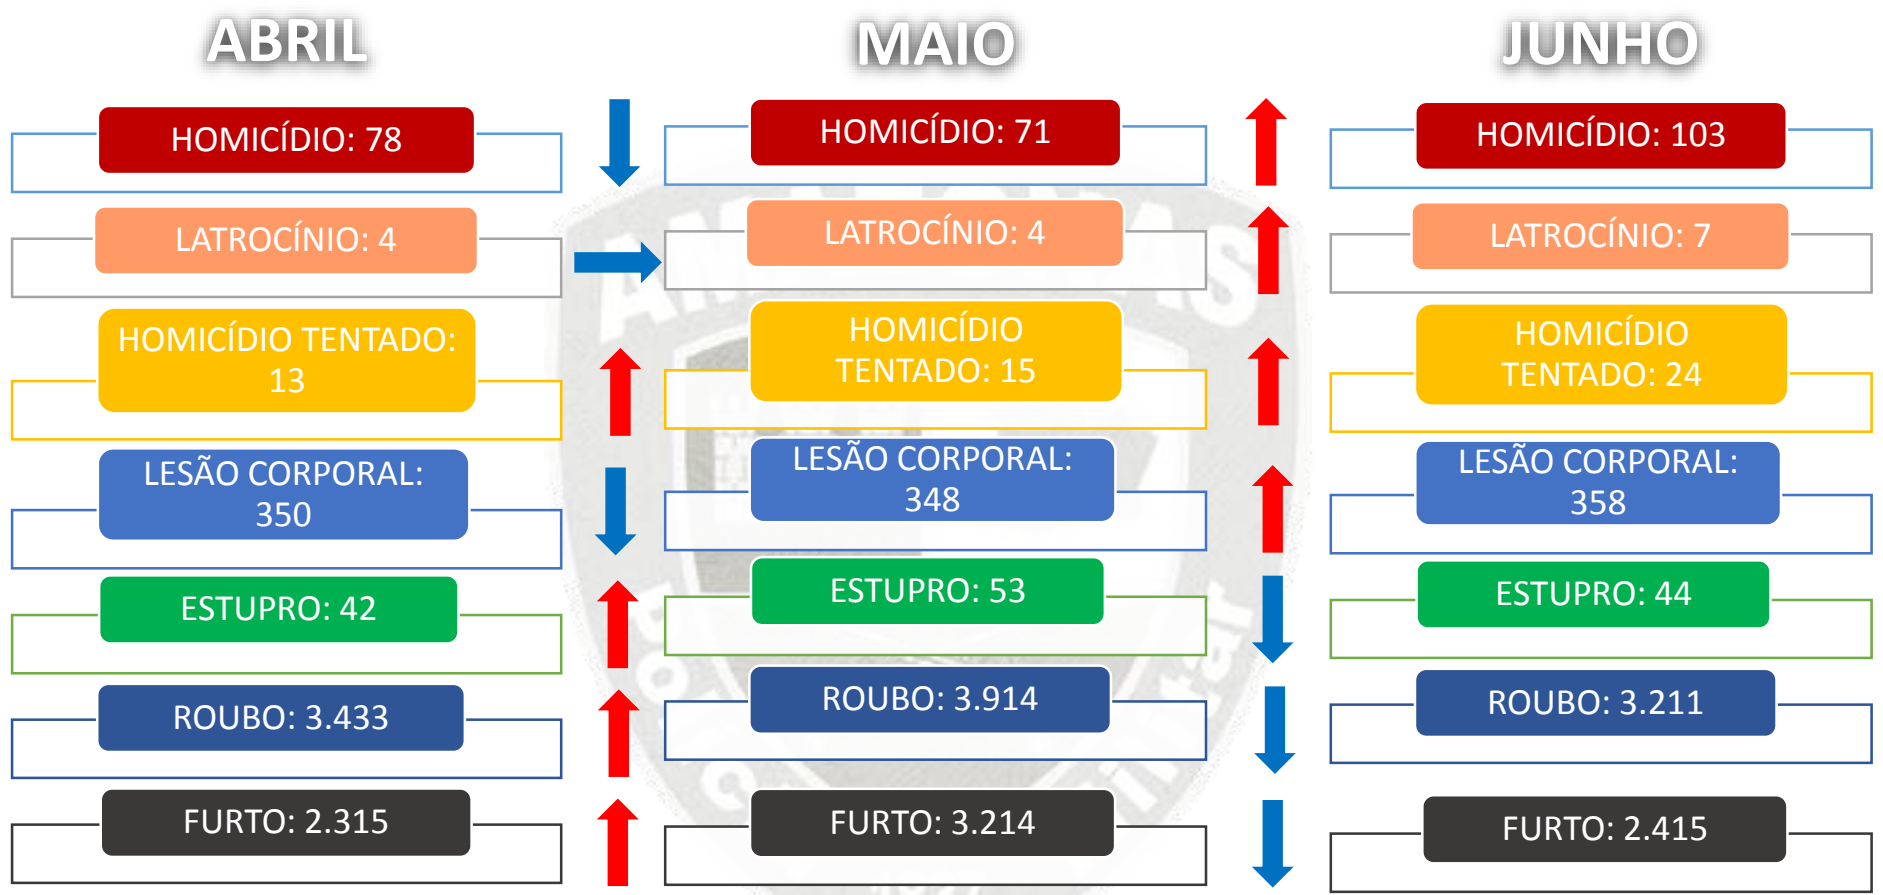 ABRIL
HOMICÍDIO: 78
LATROCÍNIO: 4
HOMICÍDIO TENTADO:
13
LESÃO CORPORAL:
350
ESTUPRO: 42
ROUBO: 3.433
FURTO: 2.315
MAIO
HOMICÍDIO: 71
LATROCÍNIO: 4
HOMICÍDIO
TENTADO: 15
LESÃO CORPORAL:
348
ESTUPRO: 53
ROUBO: 3.914
FURTO: 3.214
JUNHO
HOMICÍDIO: 103
LATROCÍNIO: 7
HOMICÍDIO
TENTADO: 24
LESÃO CORPORAL:
358
ESTUPRO: 44
ROUBO: 3.211
FURTO: 2.415